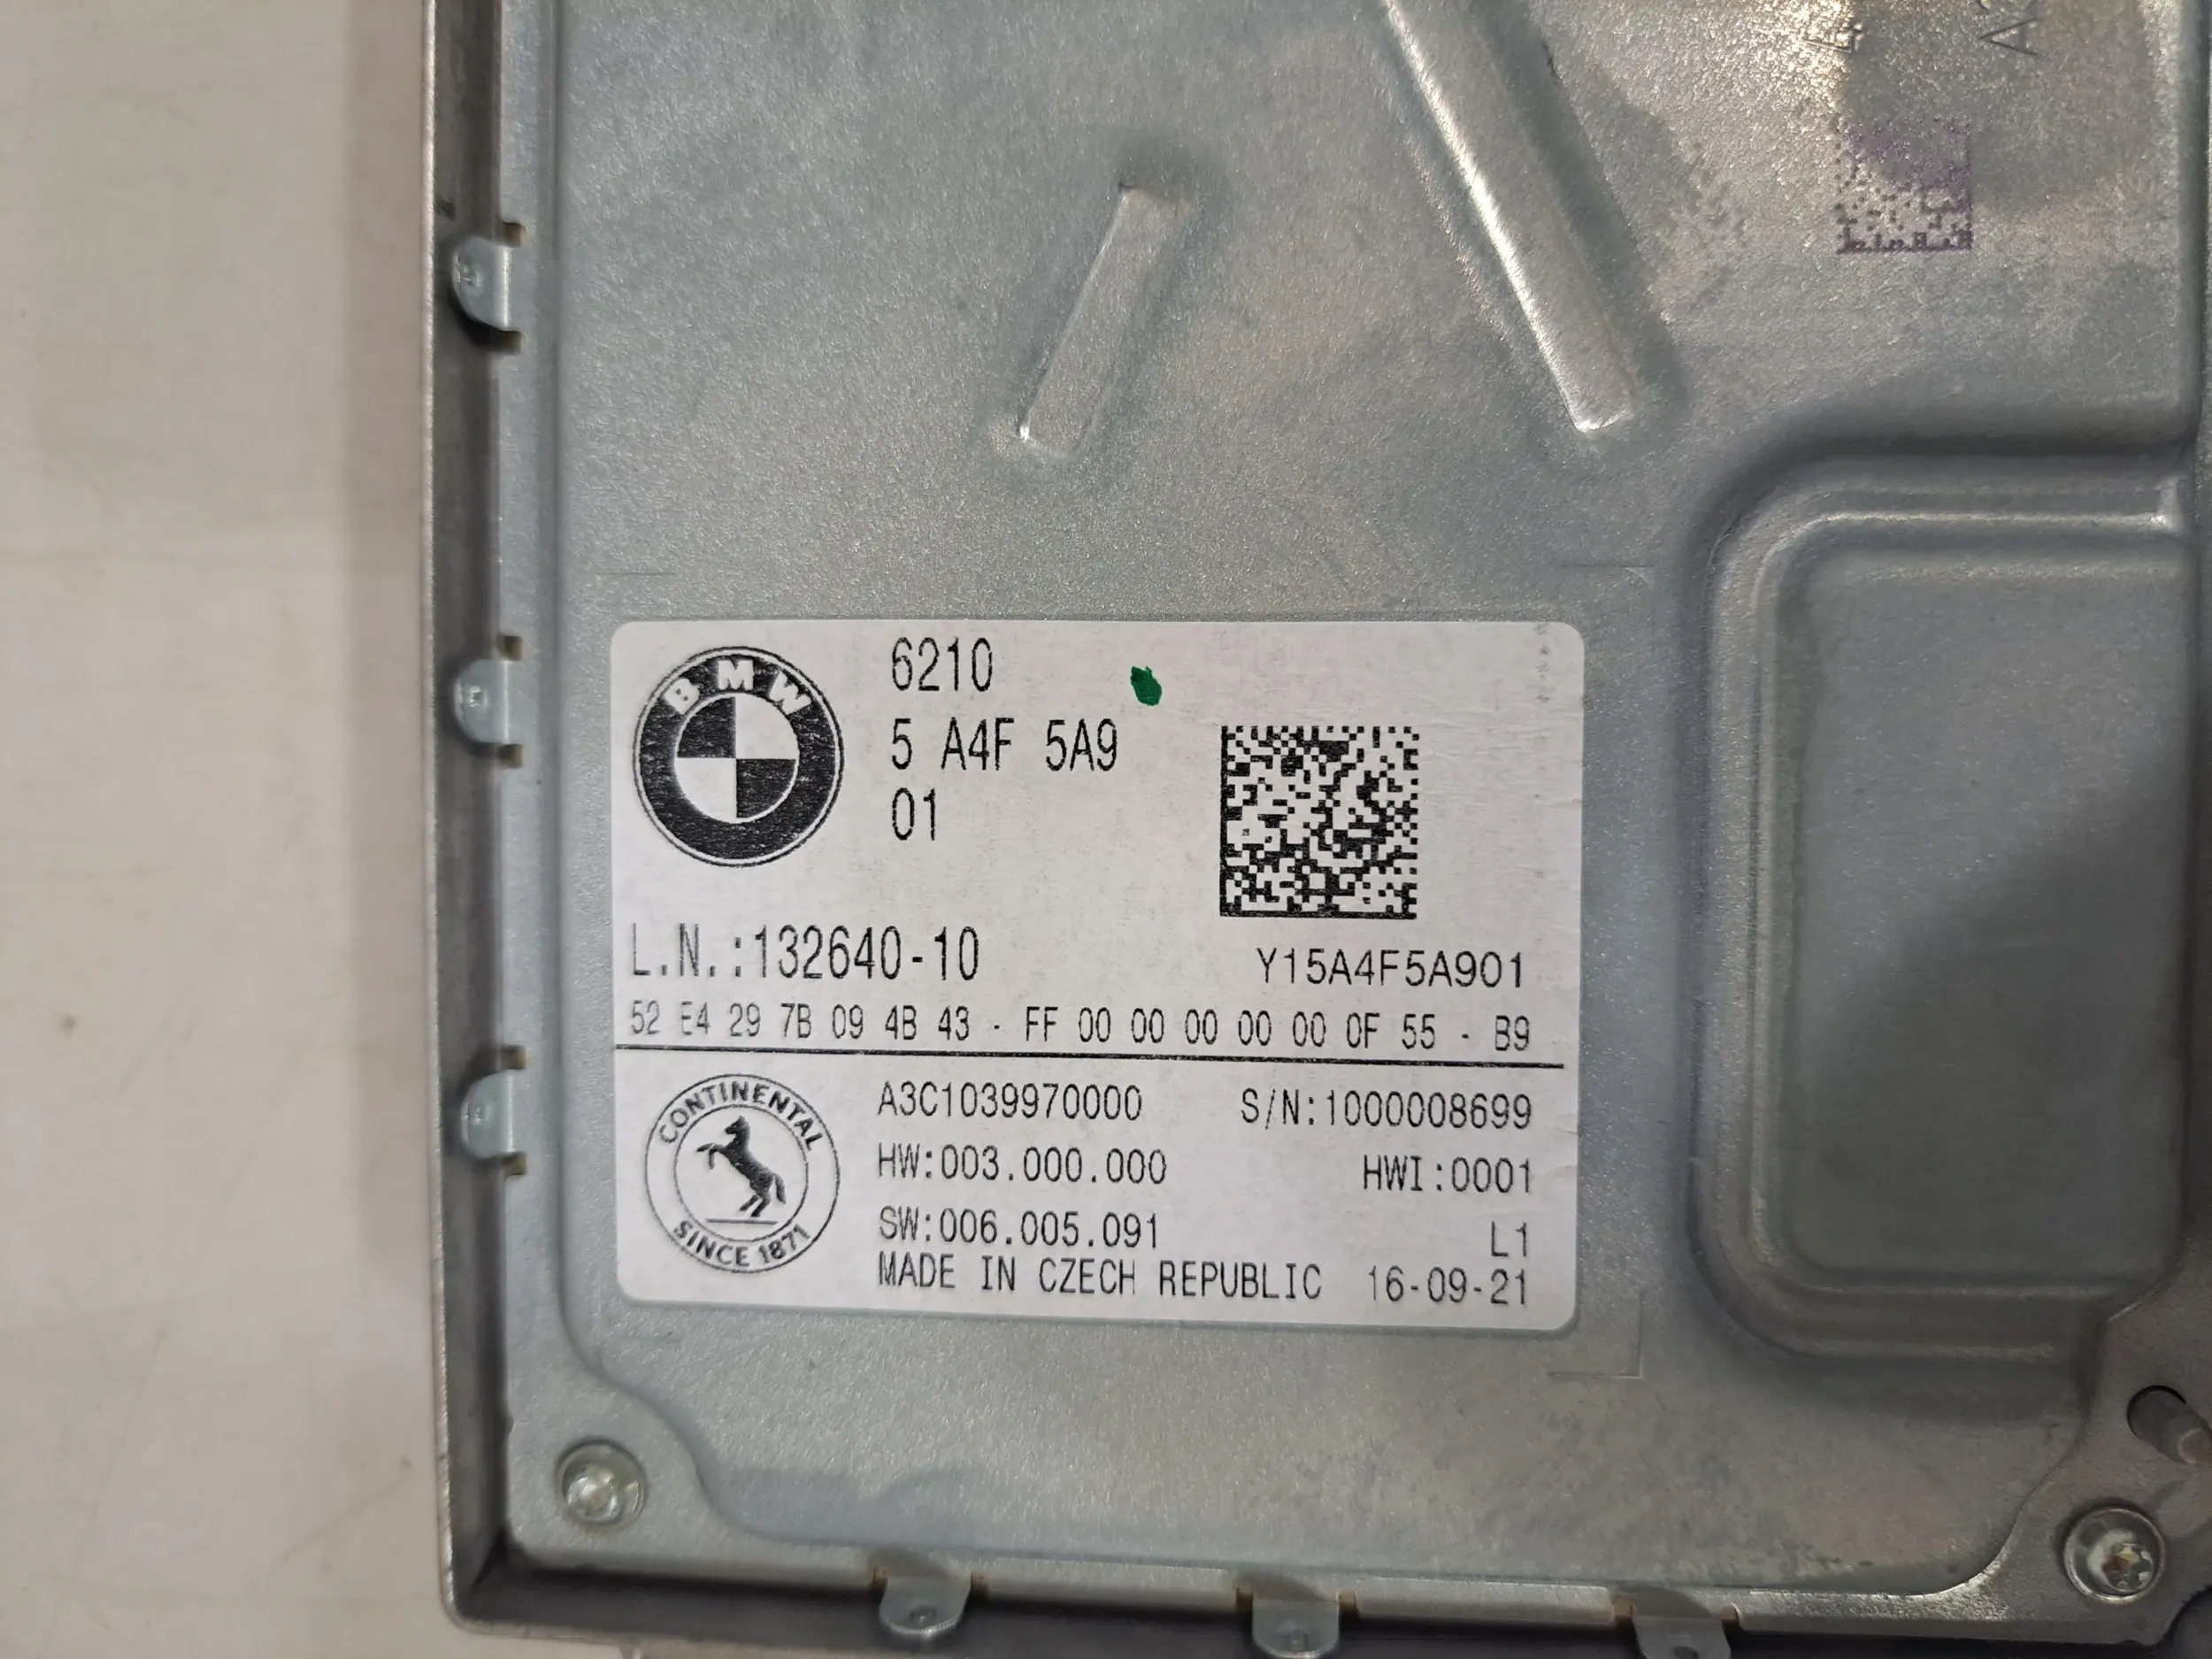 BMW
6210
5 A4F 5A9
01
L.N.:132640-10
Y15A4F5A901
52 E4 29 7B 09 4B 43 - FF 00 00 00 00 00 0F 55 - B9
CONTINENTAL
SINCE 1871
A3C1039970000 S/N:1000008699
HW:003.000.000 HWI:0001
SW:006.005.091 L1
MADE IN CZECH REPUBLIC 16-09-21